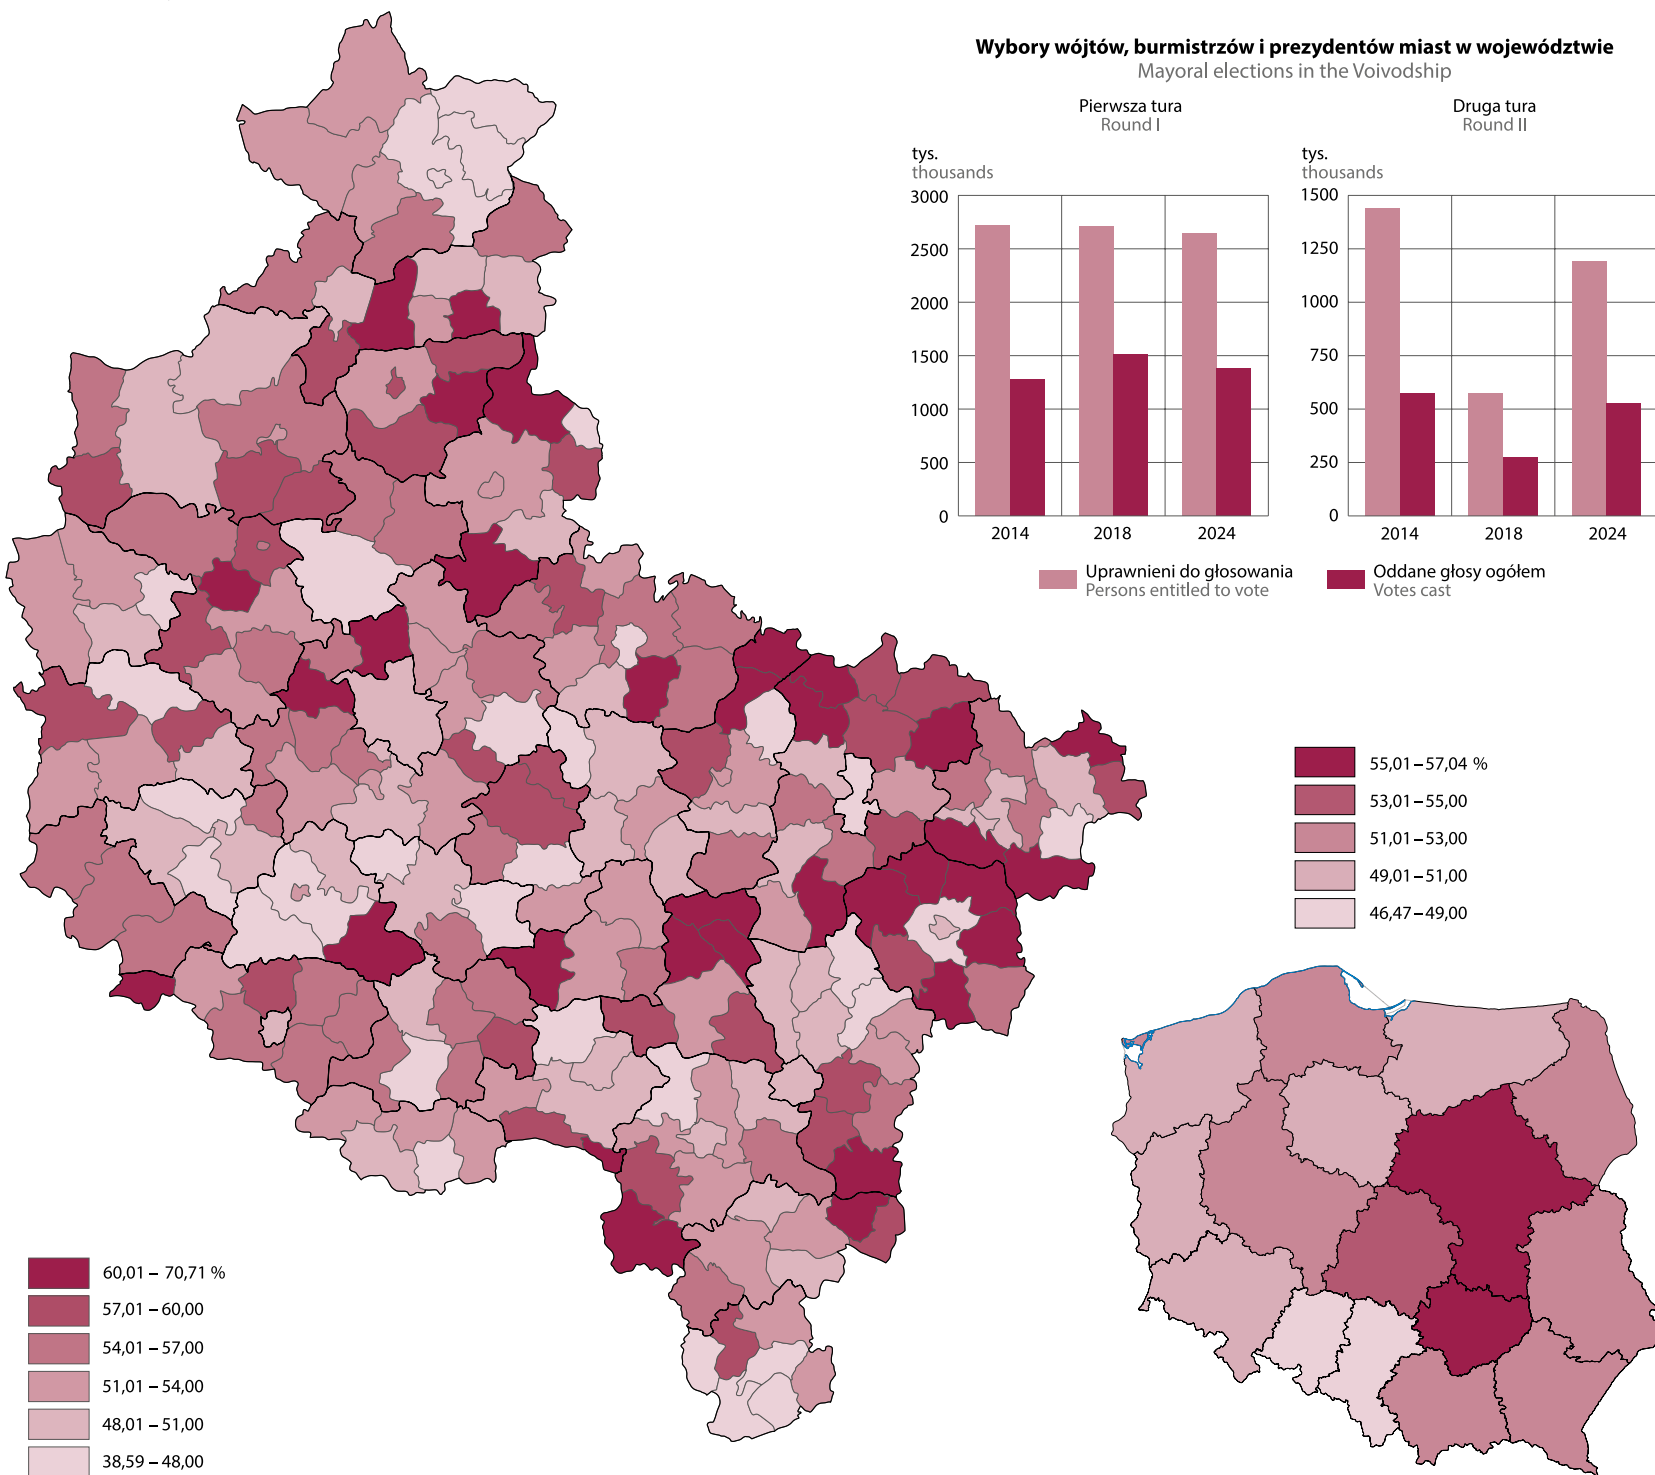 Wybory wójtów, burmistrzów i prezydentów miast w województwie
Mayoral elections in the Voivodship
Pierwsza tura
Round I
tys.
thousands
3000
2500
2000
1500
1000
500
0
2014
2018
2024
Druga tura
Round II
tys.
thousands
1500
1250
1000
750
500
250
0
2014
2018
2024
Uprawnieni do głosowania
Persons entitled to vote
Oddane głosy ogółem
Votes cast
55,01–57,04 %
53,01–55,00
51,01–53,00
49,01–51,00
46,47–49,00
60,01 – 70,71 %
57,01 – 60,00
54,01 – 57,00
51,01 – 54,00
48,01 – 51,00
38,59 – 48,00